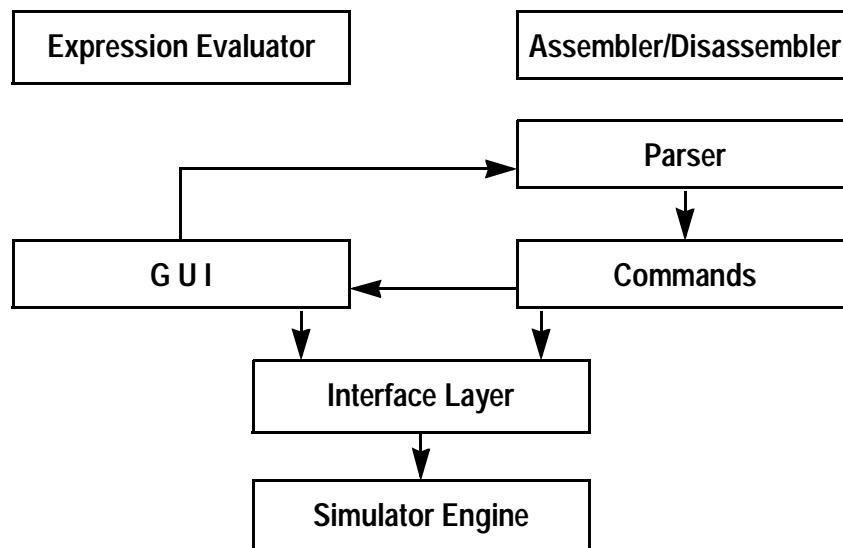 Expression Evaluator
Assembler/Disassembler
Parser
G U I
Commands
Interface Layer
Simulator Engine